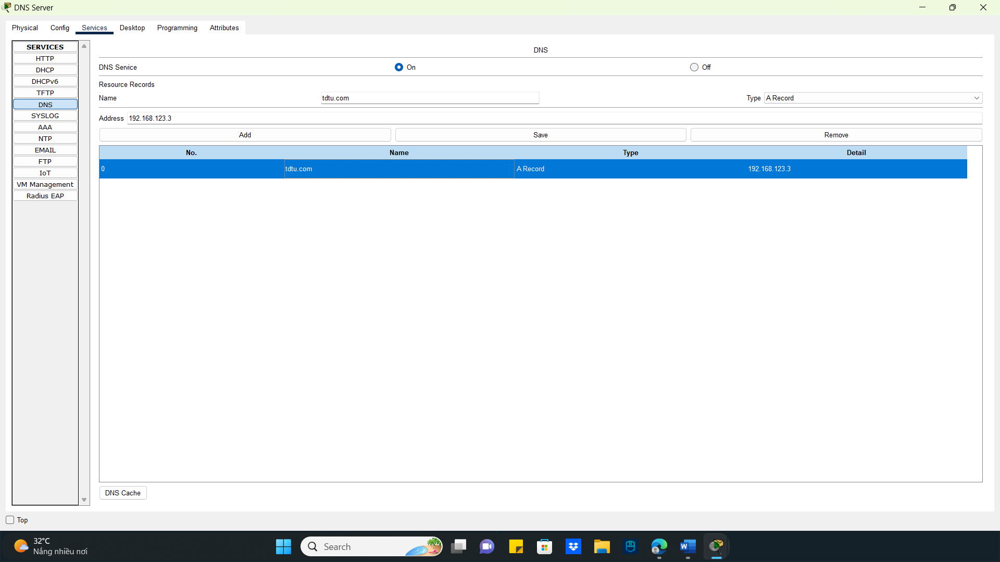 DNS Server
Physical Config Services Desktop Programming Attributes
SERVICES
HTTP
DHCP
DHCPv6
TFTP
DNS
SYSLOG
AAA
NTP
EMAIL
FTP
IoT
VM Management
Radius EAP
DNS
DNS Service On Off
Resource Records
Name tdtu.com Type A Record
Address 192.168.123.3
Add Save Remove
No. Name Type Detail
0 tdtu.com A Record 192.168.123.3
DNS Cache
Top
32°C
Nắng nhiều nơi
Search